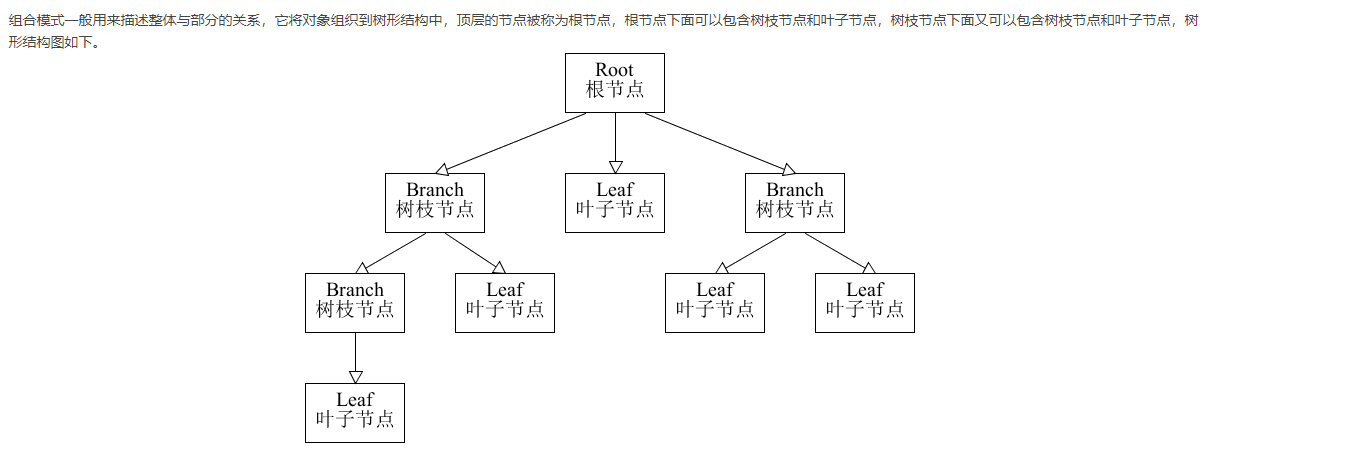 组合模式一般用来描述整体与部分的关系，它将对象组织到树形结构中，顶层的节点被称为根节点，根节点下面可以包含树枝节点和叶子节点，树枝节点下面又可以包含树枝节点和叶子节点，树
形结构图如下。
Root
根节点
Branch
树枝节点
Leaf
叶子节点
Branch
树枝节点
Branch
树枝节点
Leaf
叶子节点
Leaf
叶子节点
Leaf
叶子节点
Leaf
叶子节点